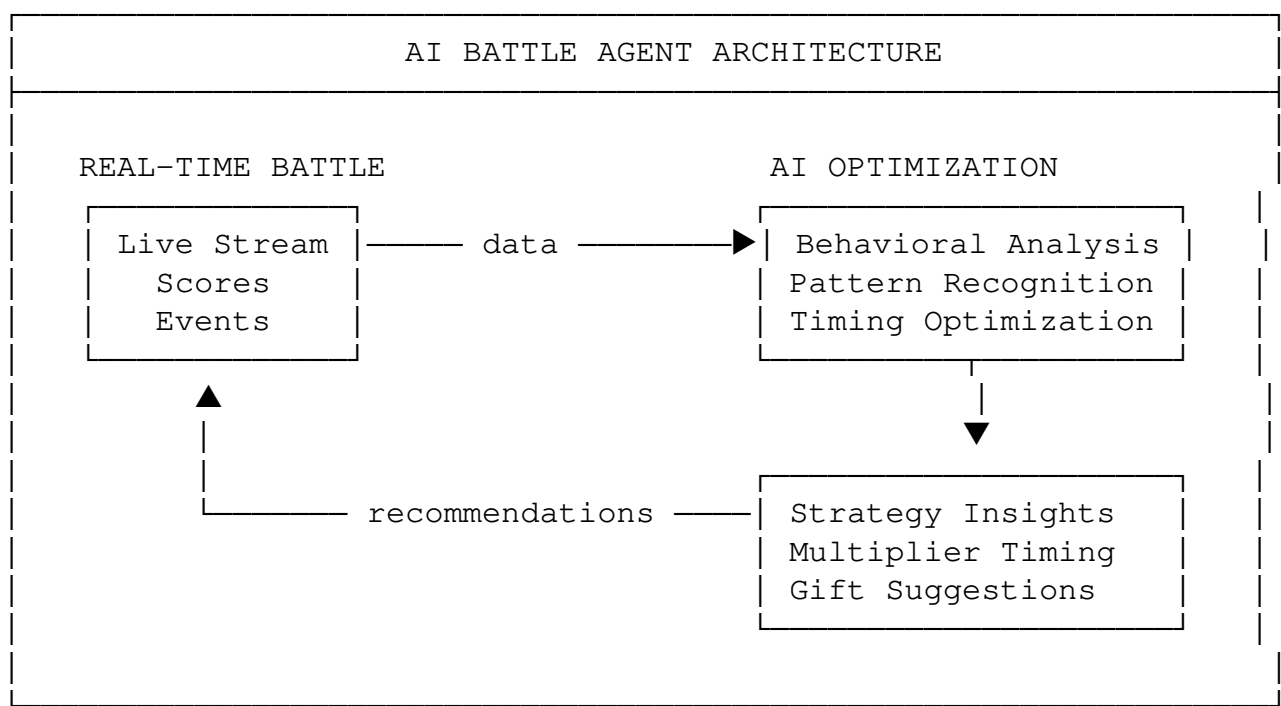 AI BATTLE AGENT ARCHITECTURE
REAL-TIME BATTLE
AI OPTIMIZATION
Live Stream
Scores
Events
data
Behavioral Analysis
Pattern Recognition
Timing Optimization
recommendations
Strategy Insights
Multiplier Timing
Gift Suggestions